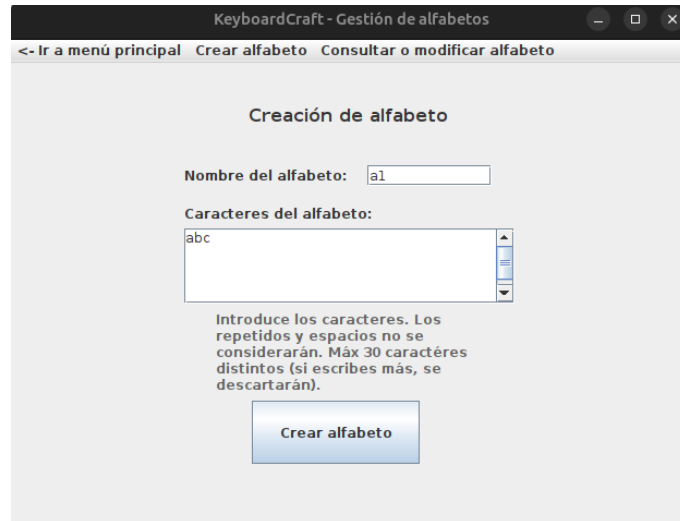 KeyboardCraft - Gestión de alfabetos
<- Ir a menú principal Crear alfabeto Consultar o modificar alfabeto
Creación de alfabeto
Nombre del alfabeto: a1
Caracteres del alfabeto:
abc
Introduce los caracteres. Los
repetidos y espacios no se
considerarán. Máx 30 caractéres
distintos (si escribes más, se
descartarán).
Crear alfabeto